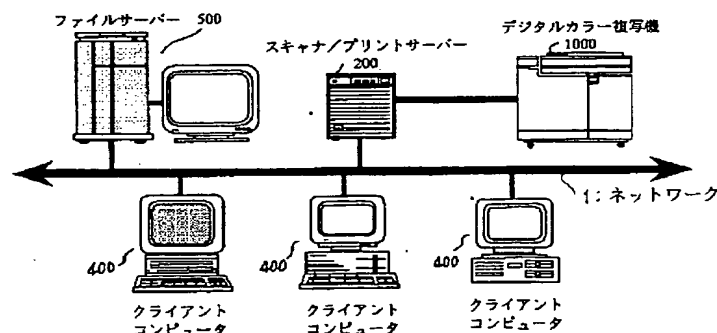 ファイルサーバー 500
スキャナ/プリントサーバー
200
デジタルカラー複写機
1000
1: ネットワーク
400
400
400
クライアント
コンピュータ
クライアント
コンピュータ
クライアント
コンピュータ